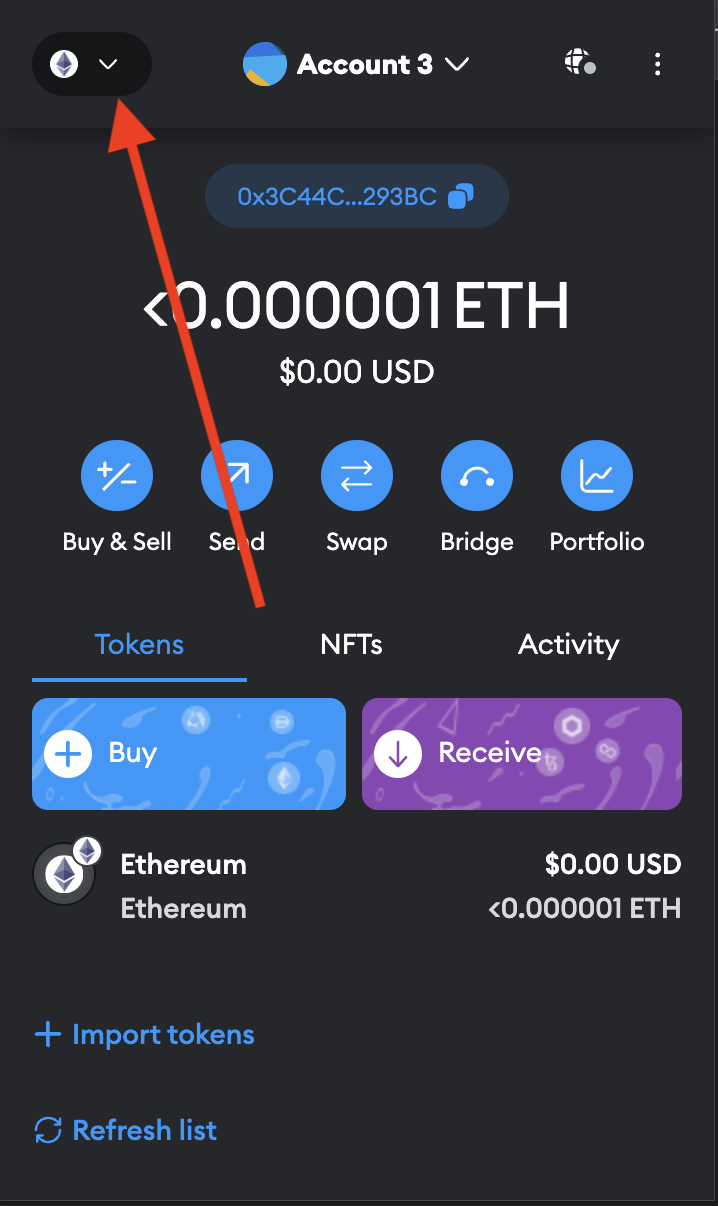 Account 3
0x3C44C...293BC
<0.000001 ETH
$0.00 USD
Buy & Sell
Send
Swap
Bridge
Portfolio
Tokens
NFTs
Activity
Buy
Receive
Ethereum
$0.00 USD
Ethereum
<0.000001 ETH
Import tokens
Refresh list